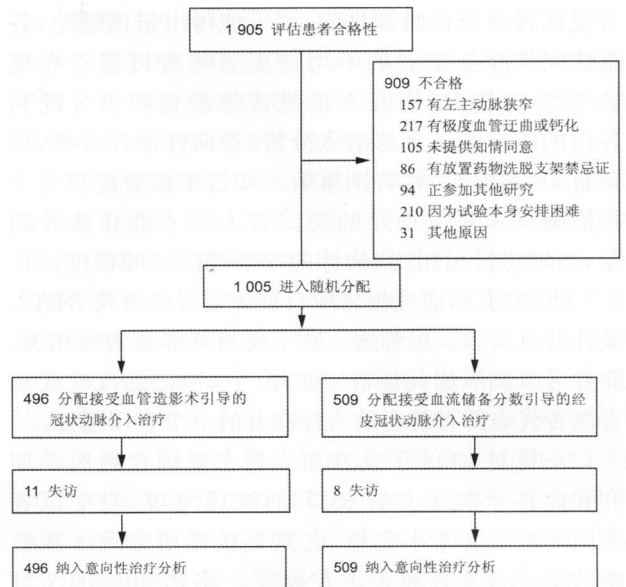 1 905 评估患者合格性
909 不合格
157 有左主动脉狭窄
217 有极度血管迂曲或钙化
105 未提供知情同意
86 有放置药物洗脱支架禁忌证
94 正参加其他研究
210 因为试验本身安排困难
31 其他原因
1 005 进入随机分配
496 分配接受血管造影术引导的
冠状动脉介入治疗
509 分配接受血流储备分数引导的经
皮冠状动脉介入治疗
11 失访
8 失访
496 纳入意向性治疗分析
509 纳入意向性治疗分析